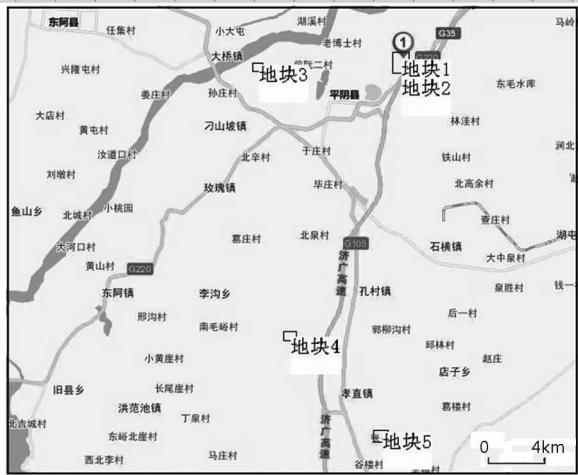 东阿县
任集村
小大屯
湖溪村
马岭
G35
老博士村
1
大桥镇
兴隆屯村
地块3
地块1
姜庄村
孙庄村
平阴县
地块2
东毛水库
大店村
黄屯村
刁山坡镇
林洼村
汝道口村
北辛村
于庄村
铁山村
刘墩村
玫瑰镇
毕庄村
北高余村
鱼山乡
北城村
小桃园
查庄村
大河口村
葛庄村
北泉村
G105
石横镇
湖屯
大中泉村
黄山村
G220
济广高速
泉胜村
钱一
东阿镇
李沟乡
孔村镇
邢沟村
南毛峪村
后一村
郭柳沟村
地块4
邱林村
小黄崖村
赵庄
店子乡
旧县乡
长尾崖村
孝直镇
洪范池镇
葛楼村
丁泉村
北吉城村
济广高速
东峪北崖村
地块5
0 4km
西北李村
马庄村
谷楼村